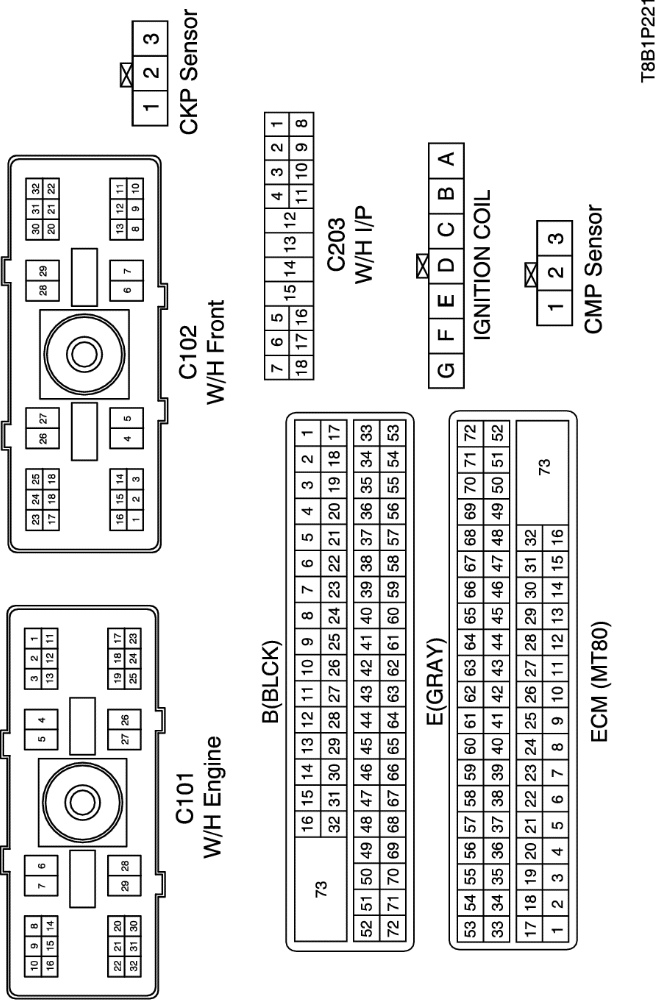 10 9 8
16 15 14
7 6
5 4
3 2 1
13 12 11
22 21 20
32 31 30
29 28
27 26
19 18 17
25 24 23
C101
W/H Engine
23 24 25
17 18 18
26 27
28 29
30 31 32
20 21 22
16 15 14
1 2 3
4 5
6 7
13 12 11
8 9 10
C102
W/H Front
1 2 3
CKP Sensor
B(BLCK)
73
16 15 14 13 12 11 10 9 8 7 6 5 4 3 2 1
32 31 30 29 28 27 26 25 24 23 22 21 20 19 18 17
52 51 50 49 48 47 46 45 44 43 42 41 40 39 38 37 36 35 34 33
72 71 70 69 68 67 66 65 64 63 62 61 60 59 58 57 56 55 54 53
7 6 5 15 14 13 12 4 3 2 1
18 17 16 11 10 9 8
C203
W/H I/P
E(GRAY)
53 54 55 56 57 58 59 60 61 62 63 64 65 66 67 68 69 70 71 72
33 34 35 36 37 38 39 40 41 42 43 44 45 46 47 48 49 50 51 52
17 18 19 20 21 22 23 24 25 26 27 28 29 30 31 32
73
1 2 3 4 5 6 7 8 9 10 11 12 13 14 15 16
ECM (MT80)
G F E D C B A
IGNITION COIL
1 2 3
CMP Sensor
T8B1P221